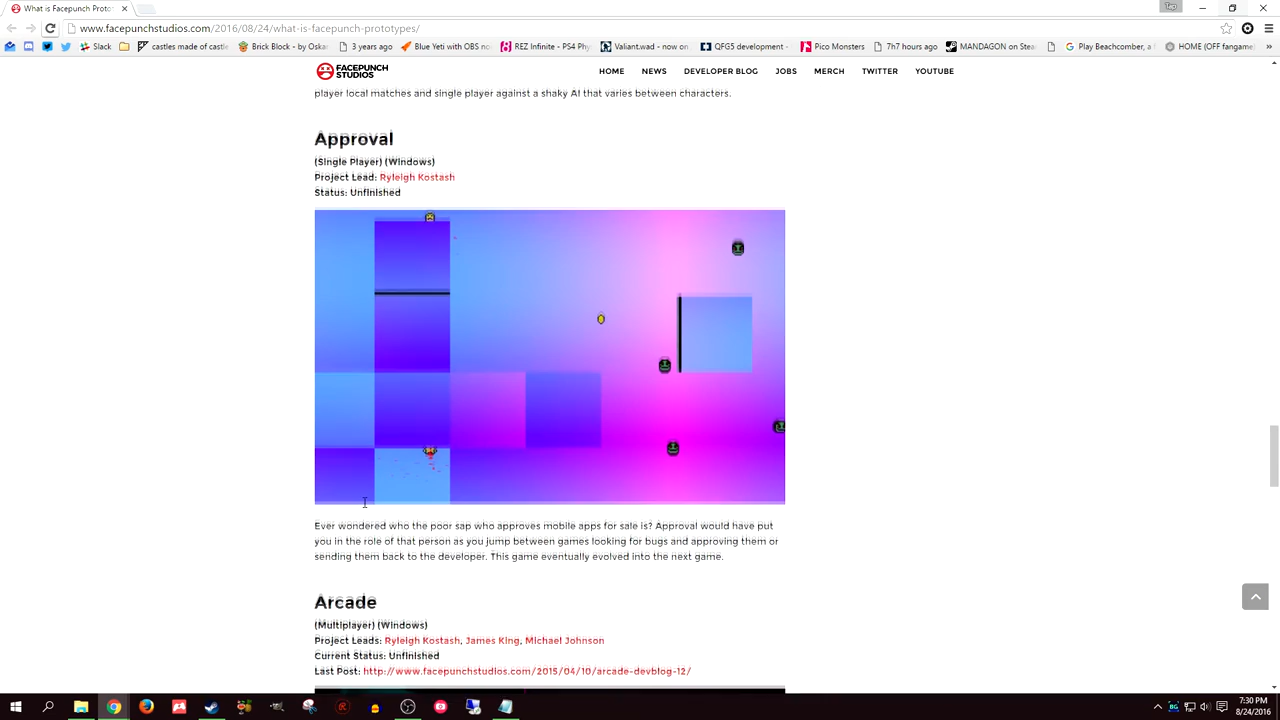 What is Facepunch Proto
www.facepunchstudios.com/2016/08/24/what-is-facepunch-prototypes/
Slack
castles made of castl
Brick Block - by Oska
3 years ago
Blue Yeti with OBS no
REZ Infinite - PS4 Phy
Valiant.wad - now on
QFG5 development -
Pico Monsters
7h7 hours ago
MANDAGON on Stea
Play Beachcomber, a
HOME (OFF fangame
FACEPUNCH STUDIOS
HOME NEWS DEVELOPER BLOG JOBS MERCH TWITTER YOUTUBE
player local matches and single player against a shaky AI that varies between characters.
Approval
(Single Player) (Windows)
Project Lead: Ryleigh Kostash
Status: Unfinished
Ever wondered who the poor sap who approves mobile apps for sale is? Approval would have put
you in the role of that person as you jump between games looking for bugs and approving them or
sending them back to the developer. This game eventually evolved into the next game.
Arcade
(Multiplayer) (Windows)
Project Leads: Ryleigh Kostash, James King, Michael Johnson
Current Status: Unfinished
Last Post: http://www.facepunchstudios.com/2015/04/10/arcade-devblog-12/
7:30 PM
8/24/2016